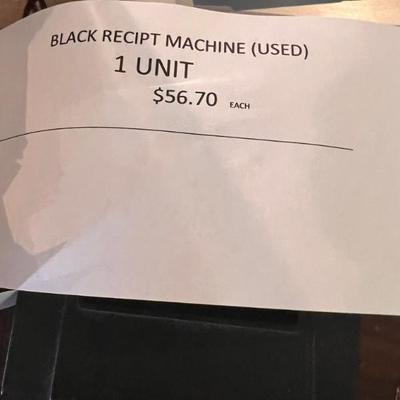 BLACK RECIPT MACHINE (USED)
1 UNIT
$56.70 EACH